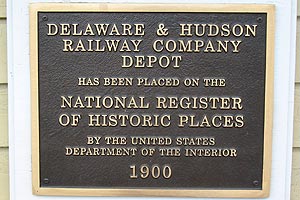 DELAWARE & HUDSON
RAILWAY COMPANY
DEPOT
HAS BEEN PLACED ON THE
NATIONAL REGISTER
OF HISTORIC PLACES
BY THE UNITED STATES
DEPARTMENT OF THE INTERIOR
1900